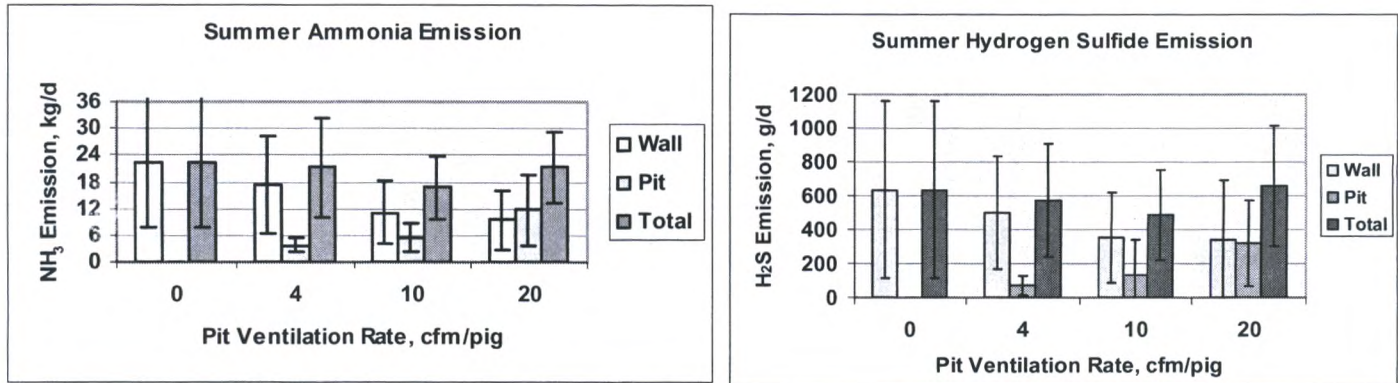 Summer Ammonia Emission
NH₃ Emission, kg/d
36
30
24
18
12
6
0
0 4 10 20
Pit Ventilation Rate, cfm/pig
Wall
Pit
Total
Summer Hydrogen Sulfide Emission
H₂S Emission, g/d
1200
1000
800
600
400
200
0
0 4 10 20
Pit Ventilation Rate, cfm/pig
Wall
Pit
Total